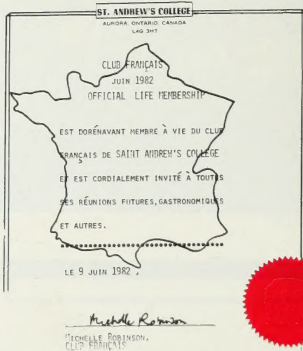 ST. ANDREW'S COLLEGE
AURORA, ONTARIO, CANADA
L4G 3H7
CLUB FRANÇAIS
JUIN 1982
OFFICIAL LIFE MEMBERSHIP
EST DORÉNAVANT MEMBRE À VIE DU CLUB
FRANÇAIS DE SAINT ANDREW'S COLLEGE
ET EST CORDIALEMENT INVITÉ À TOUTES
SES RÉUNIONS FUTURES, GASTRONOMIQUES
ET AUTRES.
LE 9 JUIN 1982,
Michelle Robinson
MICHELLE ROBINSON,
CLUB FRANÇAIS